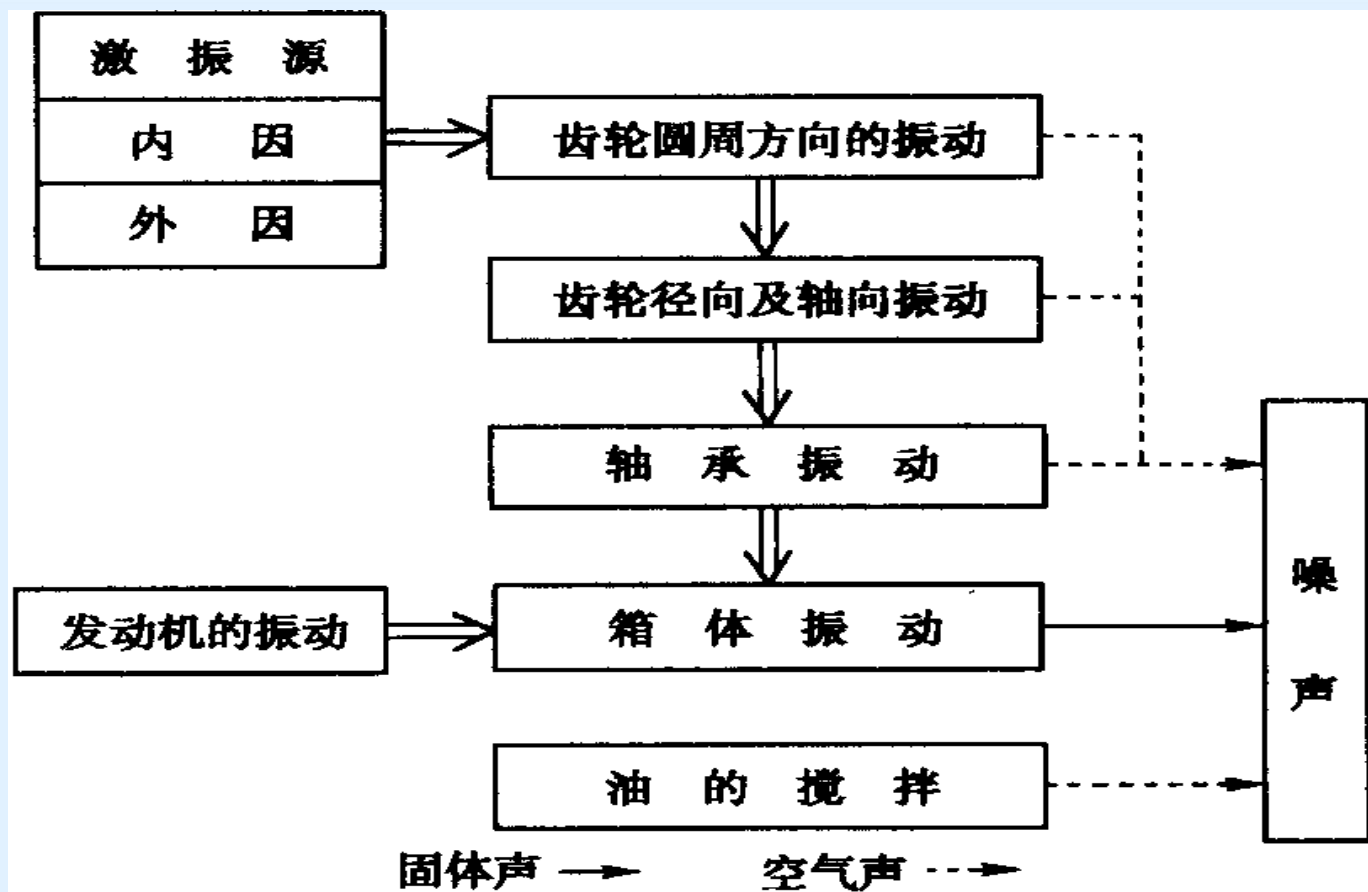 激振源
内因
外因
齿轮圆周方向的振动
齿轮径向及轴向振动
轴承振动
发动机的振动
箱体振动
油的搅拌
噪声
固体声
空气声